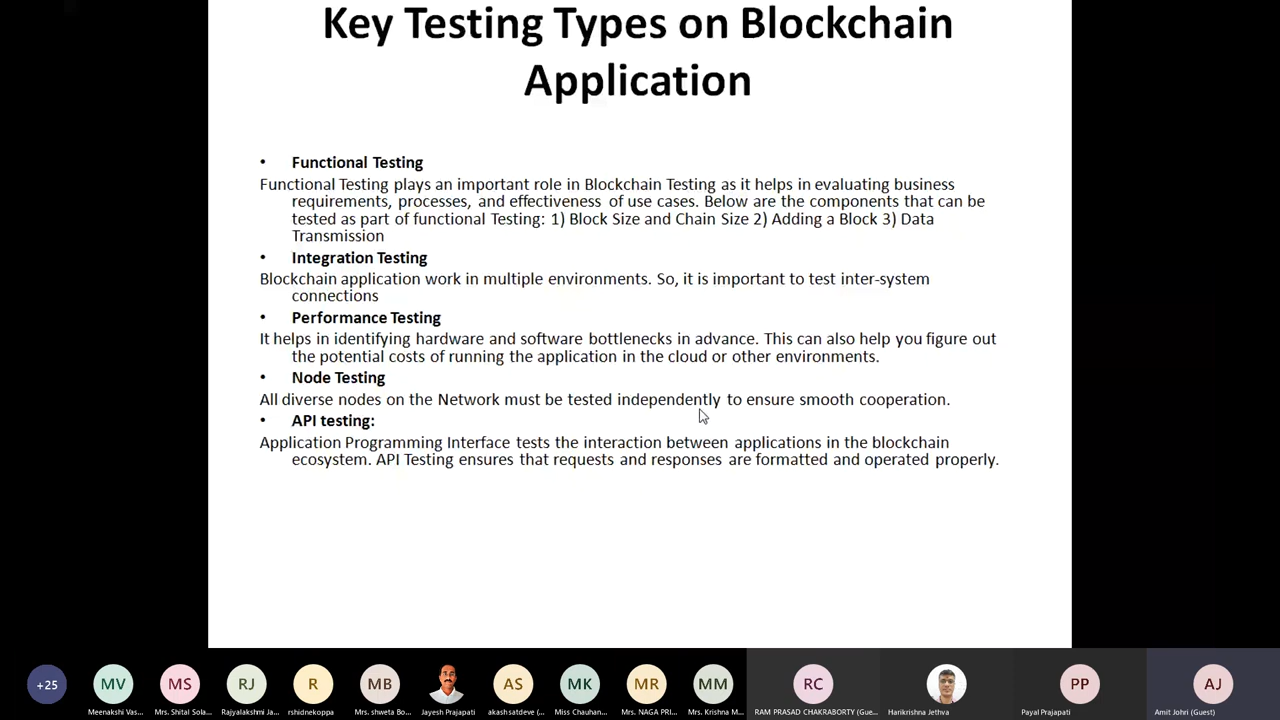 Key Testing Types on Blockchain
Application
• Functional Testing
Functional Testing plays an important role in Blockchain Testing as it helps in evaluating business
requirements, processes, and effectiveness of use cases. Below are the components that can be
tested as part of functional Testing: 1) Block Size and Chain Size 2) Adding a Block 3) Data
Transmission
• Integration Testing
Blockchain application work in multiple environments. So, it is important to test inter-system
connections
• Performance Testing
It helps in identifying hardware and software bottlenecks in advance. This can also help you figure out
the potential costs of running the application in the cloud or other environments.
• Node Testing
All diverse nodes on the Network must be tested independently to ensure smooth cooperation.
• API testing:
Application Programming Interface tests the interaction between applications in the blockchain
ecosystem. API Testing ensures that requests and responses are formatted and operated properly.
+25 MV MS RJ R MB AS MK MR MM RC PP AJ
Meenakshi Vas... Mrs. Shital Sola... Rajyalakshmi Ja... rshidnekoppa Mrs. shweta Bo... Jayesh Prajapati akash satdeve (... Miss Chauhan... Mrs. NAGA PRI... Mrs. Krishna M... RAM PRASAD CHAKRABORTY (Gue... Harikrishna Jethva Payal Prajapati Amit Johri (Guest)